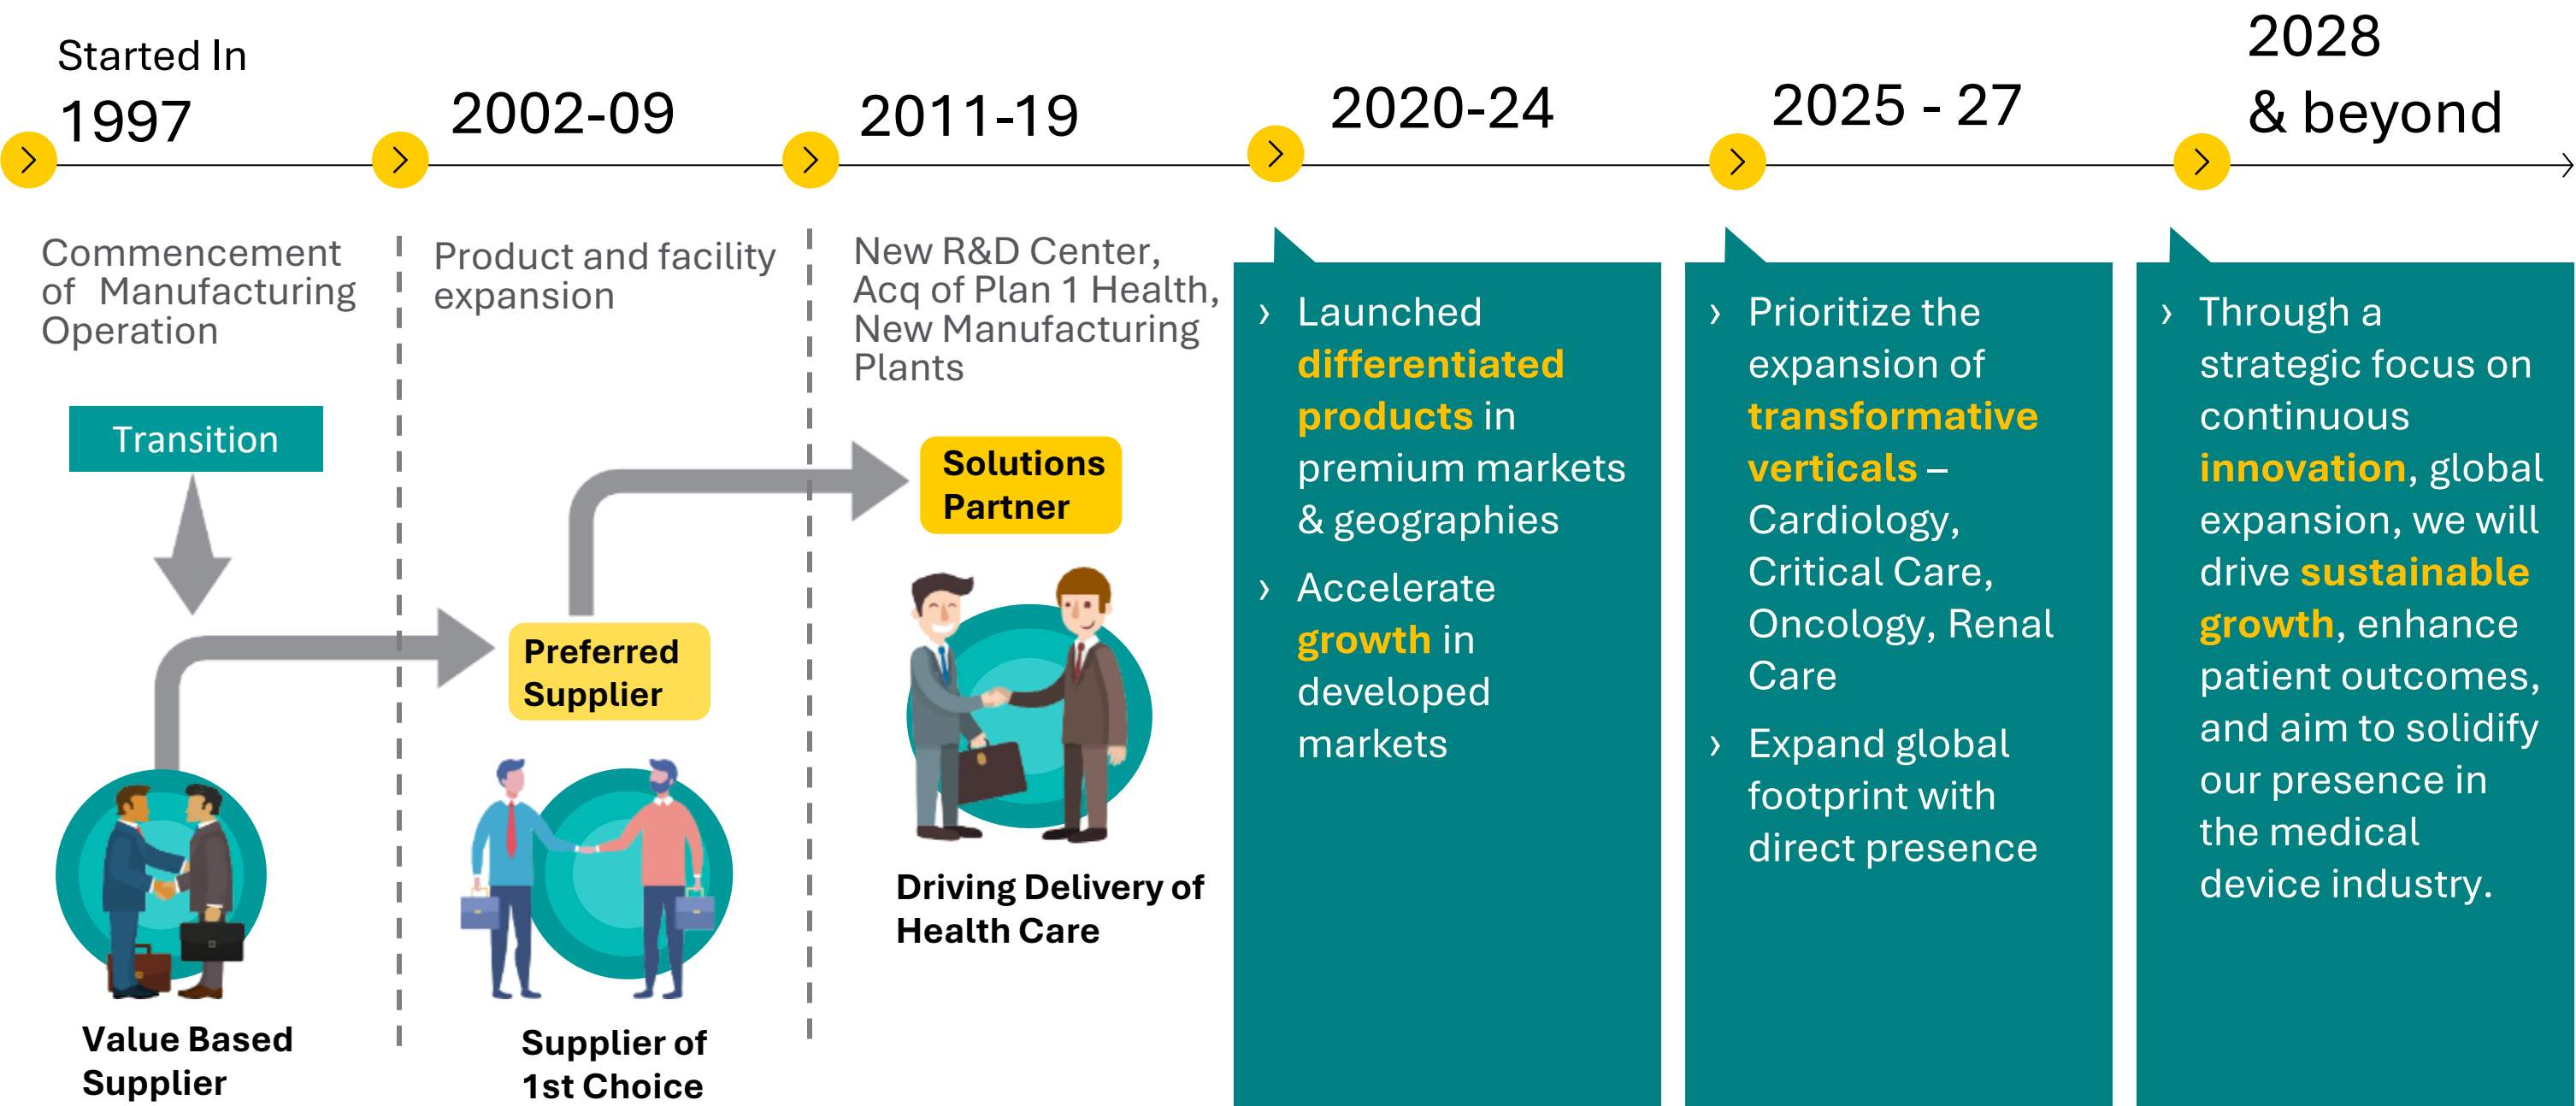 Started In
1997
2002-09
2011-19
2020-24
2025 - 27
2028
& beyond
Commencement
of Manufacturing
Operation
Transition
Value Based
Supplier
Product and facility
expansion
Preferred
Supplier
Supplier of
1st Choice
New R&D Center,
Acq of Plan 1 Health,
New Manufacturing
Plants
Solutions
Partner
Driving Delivery of
Health Care
› Launched
differentiated
products in
premium markets
& geographies
› Accelerate
growth in
developed
markets
› Prioritize the
expansion of
transformative
verticals –
Cardiology,
Critical Care,
Oncology, Renal
Care
› Expand global
footprint with
direct presence
› Through a
strategic focus on
continuous
innovation, global
expansion, we will
drive sustainable
growth, enhance
patient outcomes,
and aim to solidify
our presence in
the medical
device industry.